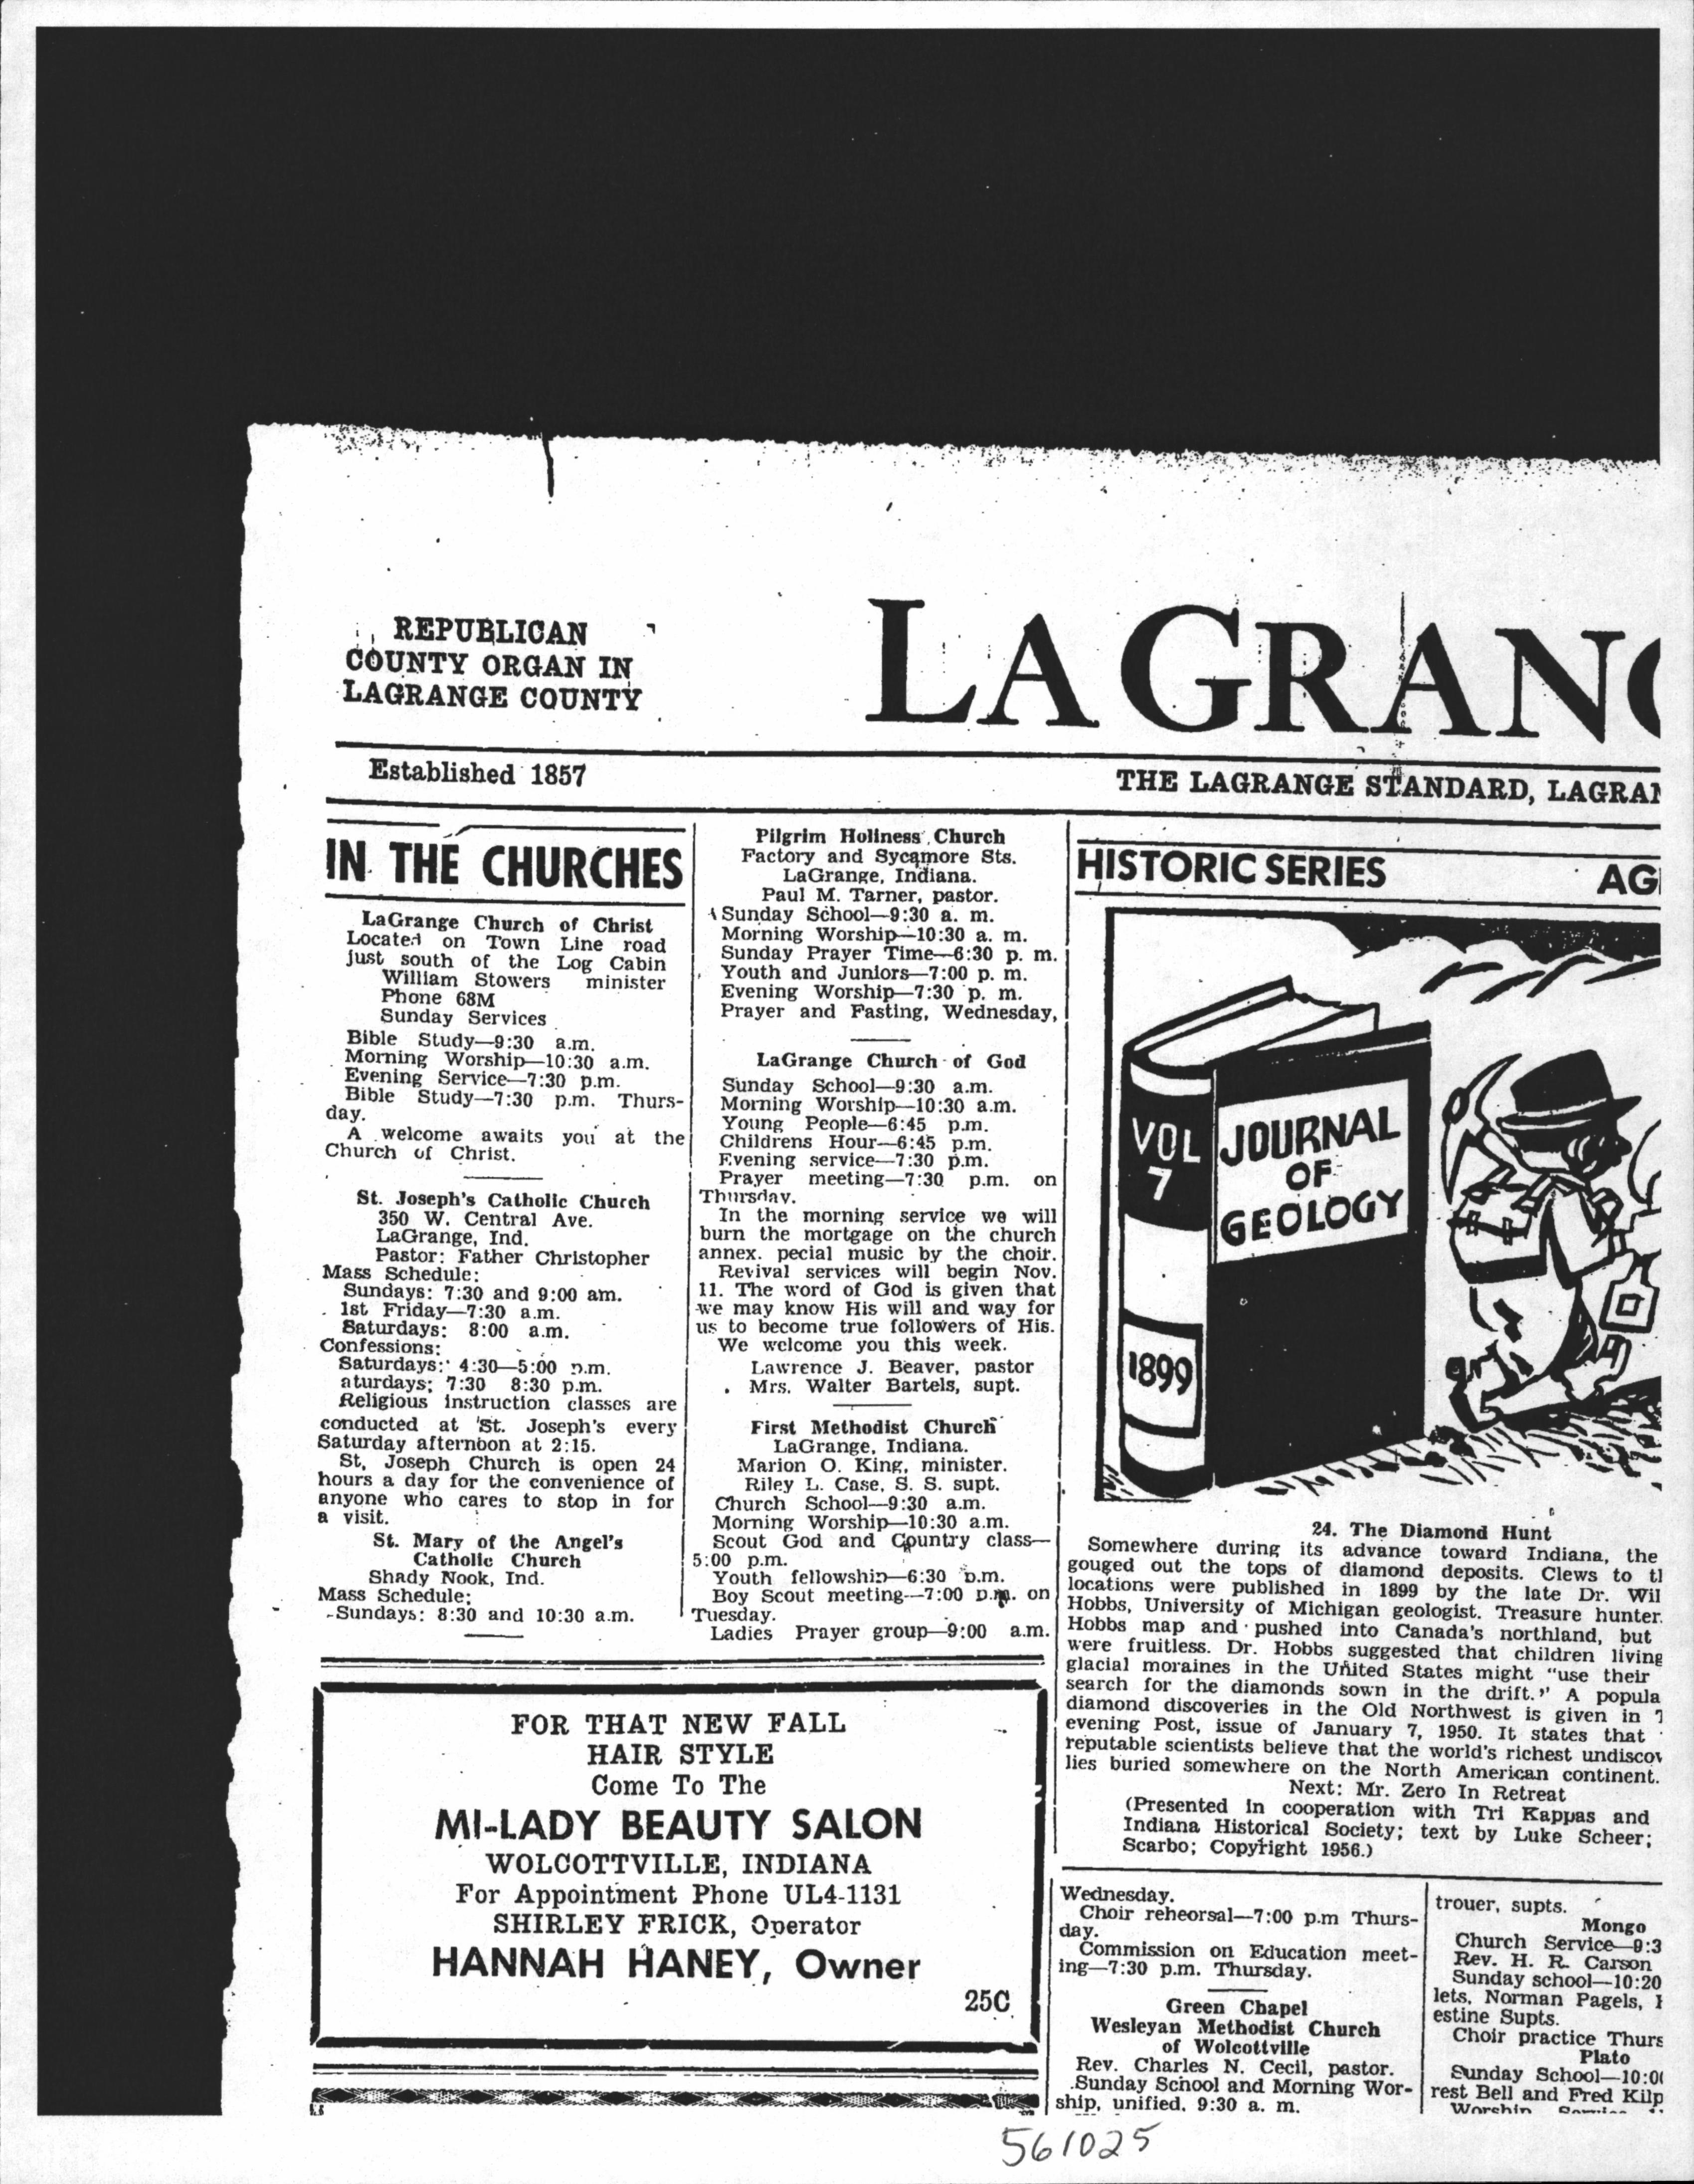 REPUBLICAN
COUNTY ORGAN IN
LAGRANGE COUNTY
LAGRANG
Established 1857
THE LAGRANGE STANDARD, LAGRAN
IN THE CHURCHES
LaGrange Church of Christ
Located on Town Line road
just south of the Log Cabin
William Stowers minister
Phone 68M
Sunday Services
Bible Study—9:30 a.m.
Morning Worship—10:30 a.m.
Evening Service—7:30 p.m.
Bible Study—7:30 p.m. Thurs-
day.
A welcome awaits you at the
Church of Christ.
St. Joseph's Catholic Church
350 W. Central Ave.
LaGrange, Ind.
Pastor: Father Christopher
Mass Schedule:
Sundays: 7:30 and 9:00 am.
1st Friday—7:30 a.m.
Saturdays: 8:00 a.m.
Confessions:
Saturdays: 4:30—5:00 p.m.
aturdays; 7:30 8:30 p.m.
Religious instruction classes are
conducted at St. Joseph's every
Saturday afternoon at 2:15.
St, Joseph Church is open 24
hours a day for the convenience of
anyone who cares to stop in for
a visit.
St. Mary of the Angel's
Catholic Church
Shady Nook, Ind.
Mass Schedule:
Sundays: 8:30 and 10:30 a.m.
Pilgrim Holiness Church
Factory and Sycamore Sts.
LaGrange, Indiana.
Paul M. Tarner, pastor.
Sunday School—9:30 a. m.
Morning Worship—10:30 a. m.
Sunday Prayer Time—6:30 p. m.
Youth and Juniors—7:00 p. m.
Evening Worship—7:30 p. m.
Prayer and Fasting, Wednesday,
LaGrange Church of God
Sunday School—9:30 a.m.
Morning Worship—10:30 a.m.
Young People—6:45 p.m.
Childrens Hour—6:45 p.m.
Evening service—7:30 p.m.
Prayer meeting—7:30 p.m. on
Thursday.
In the morning service we will
burn the mortgage on the church
annex. pecial music by the choir.
Revival services will begin Nov.
11. The word of God is given that
we may know His will and way for
us to become true followers of His.
We welcome you this week.
Lawrence J. Beaver, pastor
Mrs. Walter Bartels, supt.
First Methodist Church
LaGrange, Indiana.
Marion O. King, minister.
Riley L. Case, S. S. supt.
Church School—9:30 a.m.
Morning Worship—10:30 a.m.
Scout God and Country class—
5:00 p.m.
Youth fellowship—6:30 p.m.
Boy Scout meeting—7:00 p.m. on
Tuesday.
Ladies Prayer group—9:00 a.m.
FOR THAT NEW FALL
HAIR STYLE
Come To The
MI-LADY BEAUTY SALON
WOLCOTTVILLE, INDIANA
For Appointment Phone UL4-1131
SHIRLEY FRICK, Operator
HANNAH HANEY, Owner
25C
HISTORIC SERIES AG
VOL
7
1899
JOURNAL
OF
GEOLOGY
24. The Diamond Hunt
Somewhere during its advance toward Indiana, the
gouged out the tops of diamond deposits. Clews to tl
locations were published in 1899 by the late Dr. Wil
Hobbs, University of Michigan geologist. Treasure hunter
Hobbs map and pushed into Canada's northland, but
were fruitless. Dr. Hobbs suggested that children living
glacial moraines in the United States might "use their
search for the diamonds sown in the drift." A popula
diamond discoveries in the Old Northwest is given in
evening Post, issue of January 7, 1950. It states that
reputable scientists believe that the world's richest undiscov
lies buried somewhere on the North American continent.
Next: Mr. Zero In Retreat
(Presented in cooperation with Tri Kappas and
Indiana Historical Society; text by Luke Scheer;
Scarbo; Copyright 1956.)
Wednesday.
Choir reheorsal—7:00 p.m Thurs-
day.
Commission on Education meet-
ing—7:30 p.m. Thursday.
Green Chapel
Wesleyan Methodist Church
of Wolcottville
Rev. Charles N. Cecil, pastor.
Sunday School and Morning Wor-
ship, unified, 9:30 a. m.
trouer, supts.
Mongo
Church Service—9:3
Rev. H. R. Carson
Sunday school—10:20
lets, Norman Pagels,
estine Supts.
Choir practice Thurs
Plato
Sunday School—10:0
rest Bell and Fred Kilp
Worship
561025